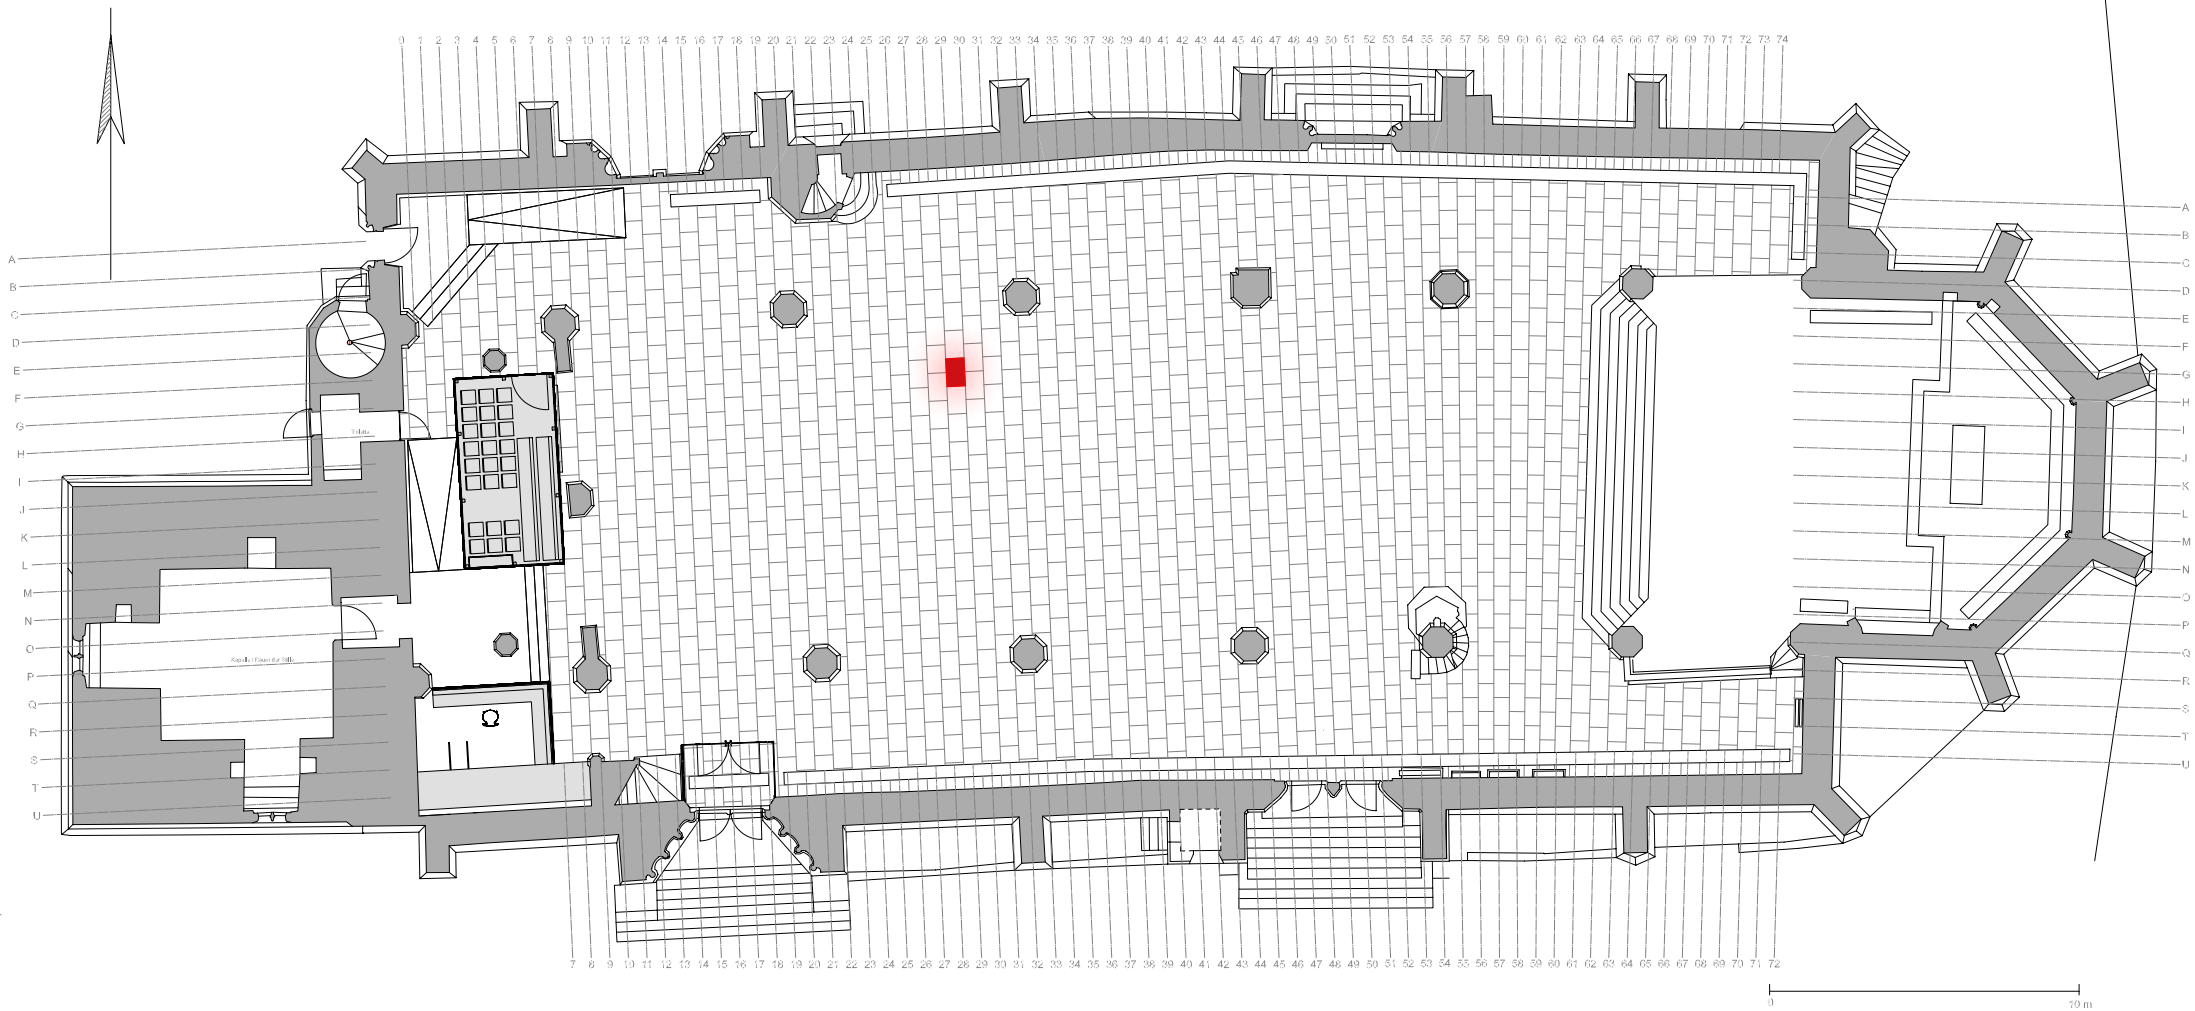 0 1 2 3 4 5 6 7 8 9 10 11 12 13 14 15 16 17 18 19 20 21 22 23 24 25 26 27 28 29 30 31 32 33 34 35 36 37 38 39 40 41 42 43 44 45 46 47 48 49 50 51 52 53 54 55 56 57 58 59 60 61 62 63 64 65 66 67 68 69 70 71 72 73 74
A
B
C
D
E
F
G
H
I
J
K
L
M
N
O
P
Q
R
S
T
U
Kapelle / Raum der Stille
A
B
C
D
E
F
G
H
I
J
K
L
M
N
O
P
Q
R
S
T
U
7 8 9 10 11 12 13 14 15 16 17 18 19 20 21 22 23 24 25 26 27 28 29 30 31 32 33 34 35 36 37 38 39 40 41 42 43 44 45 46 47 48 49 50 51 52 53 54 55 56 57 58 59 60 61 62 63 64 65 66 67 68 69 70 71 72
0 10 m